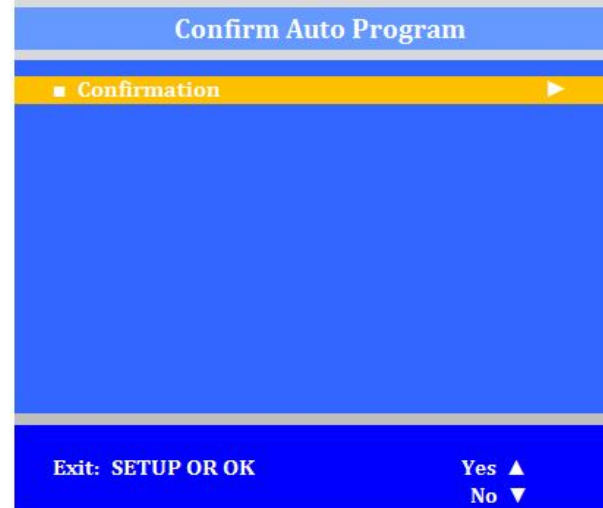 Confirm Auto Program
■ Confirmation ►
Exit: SETUP OR OK Yes ▲
No ▼